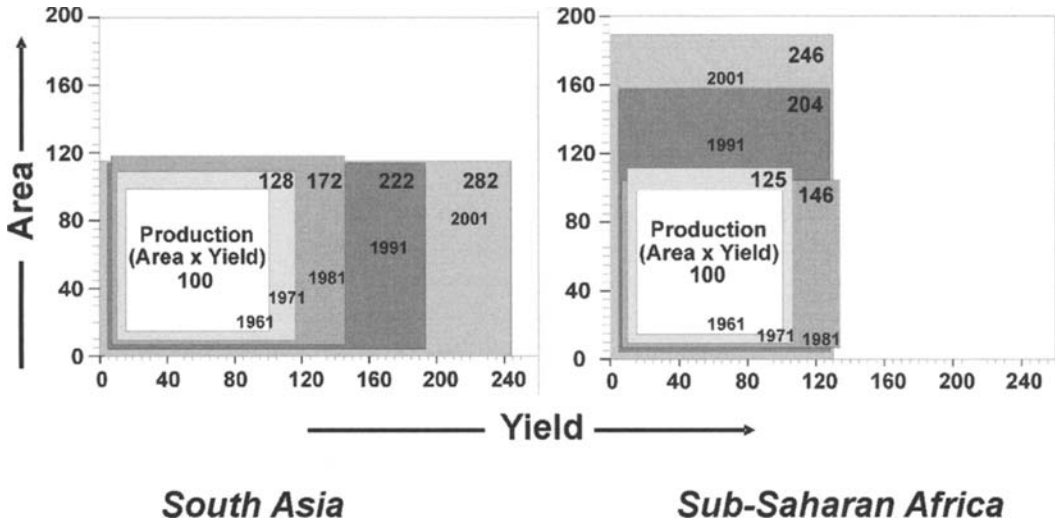 200
160
120
80
40
0
Area
128 172 222 282
2001
Production
(Area x Yield)
100
1991
1981
1971
1961
0 40 80 120 160 200 240
200
160
120
80
40
0
246
2001
204
1991
125
146
Production
(Area x Yield)
100
1961
1971 1981
0 40 80 120 160 200 240
Yield
South Asia
Sub-Saharan Africa